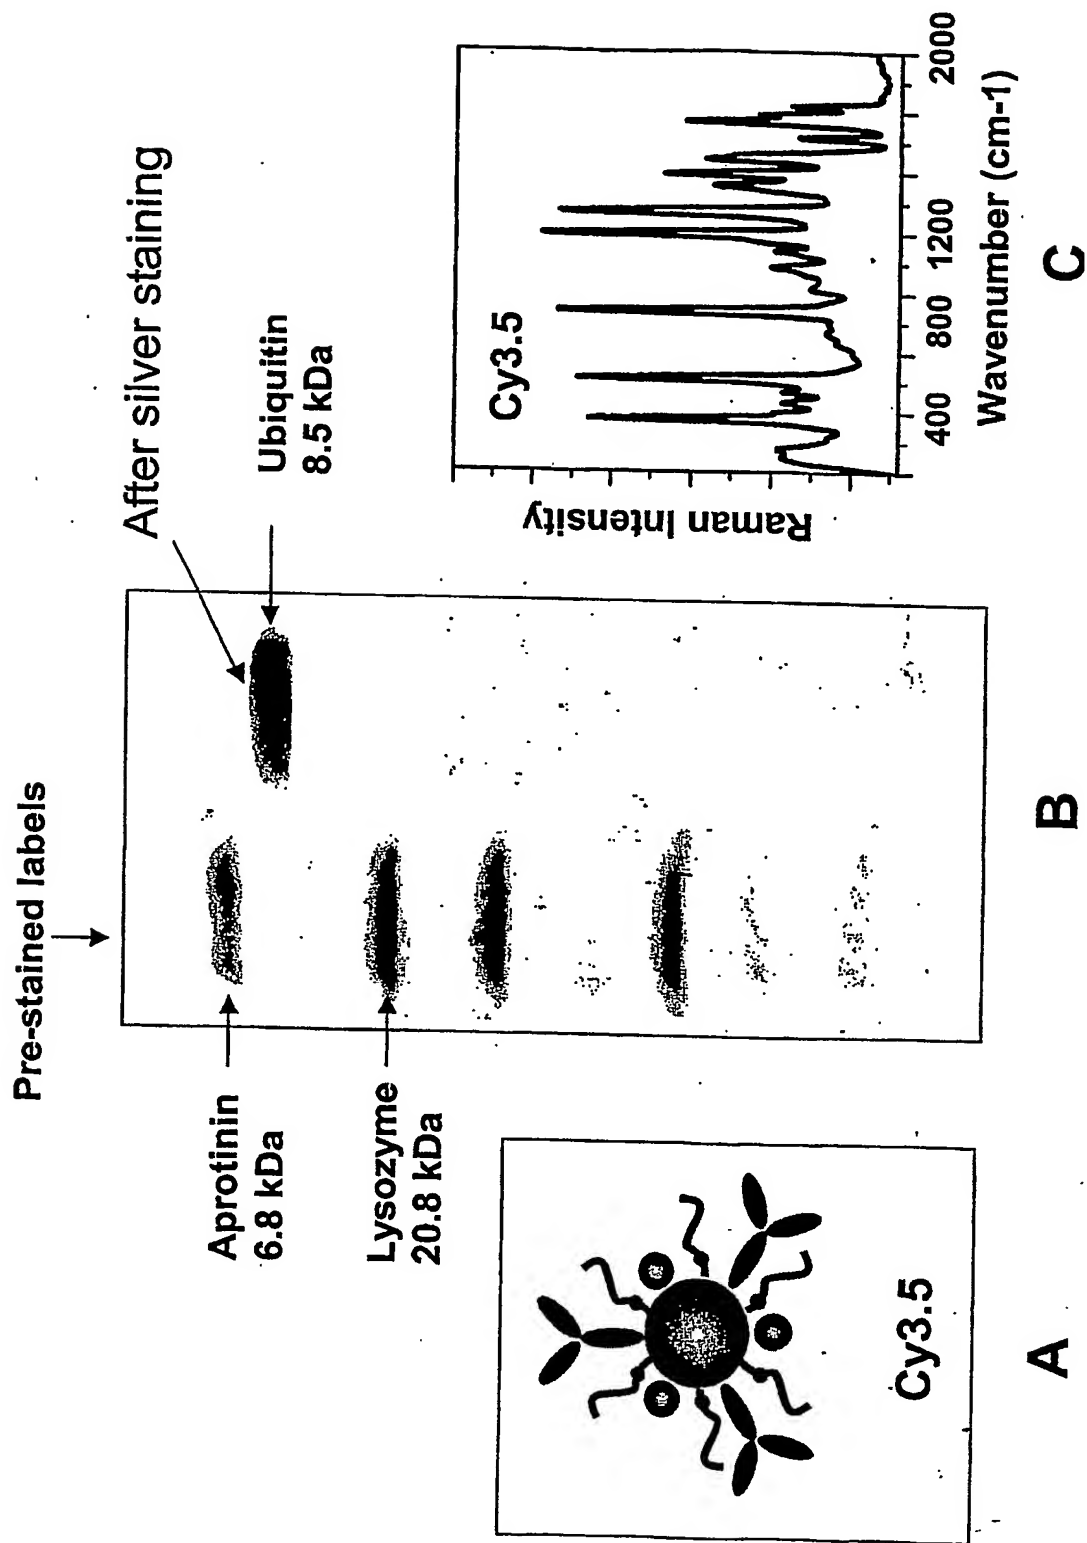 Pre-stained labels
After silver staining
Aprotinin
6.8 kDa
Lysozyme
20.8 kDa
Ubiquitin
8.5 kDa
Cy3.5
Cy3.5
Raman Intensity
400
800
1200
2000
Wavenumber (cm-1)
A
B
C